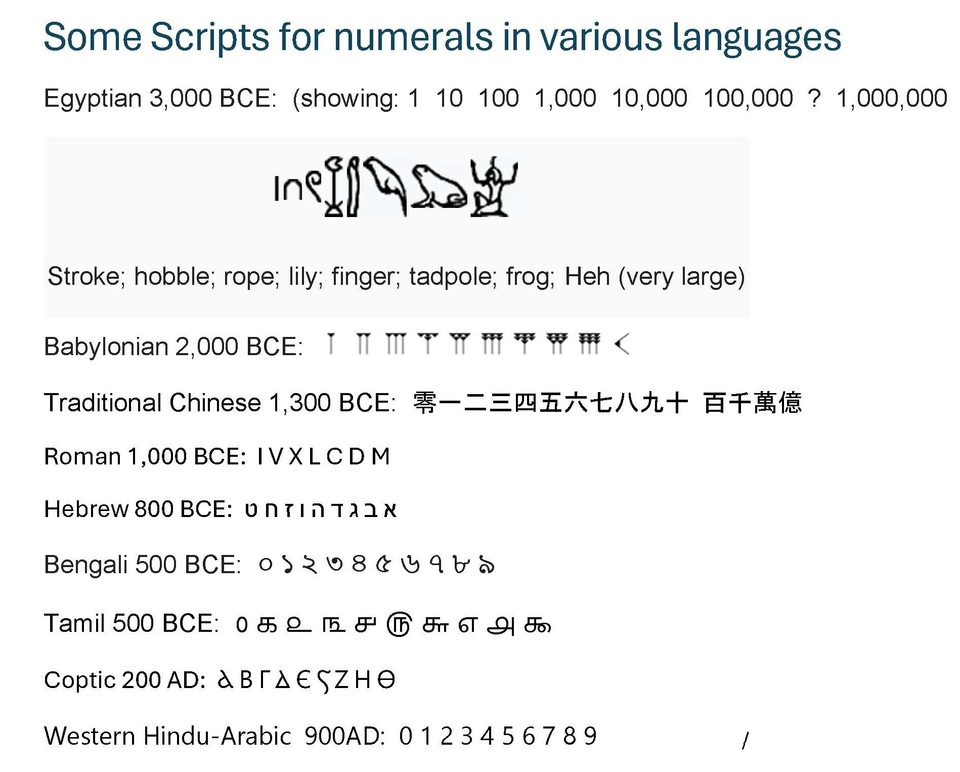 Some Scripts for numerals in various languages
Egyptian 3,000 BCE: (showing: 1 10 100 1,000 10,000 100,000 ? 1,000,000
𓏺𓎆𓍢𓆼𓂭𓅐𓆏𓁨
Stroke; hobble; rope; lily; finger; tadpole; frog; Heh (very large)
Babylonian 2,000 BCE: 𒁹 𒈫 𒐈 𒐉 𒐊 𒐋 𒐌 𒐍 𒐎 𒌋
Traditional Chinese 1,300 BCE: 零一二三四五六七八九十 百千萬億
Roman 1,000 BCE: I V X L C D M
Hebrew 800 BCE: א ב ג ד ה ו ז ח ט
Bengali 500 BCE: ০ ১ ২ ৩ ৪ ৫ ৬ ৭ ৮ ৯
Tamil 500 BCE: 0 ௧ ௨ ௩ ௪ ௫ ௬ எ அ ௯
Coptic 200 AD: ⲁ Ⲃ Ⲅ Ⲇ Ⲉ Ϛ Ⲍ Ⲏ Ⲑ
Western Hindu-Arabic 900AD: 0 1 2 3 4 5 6 7 8 9 /